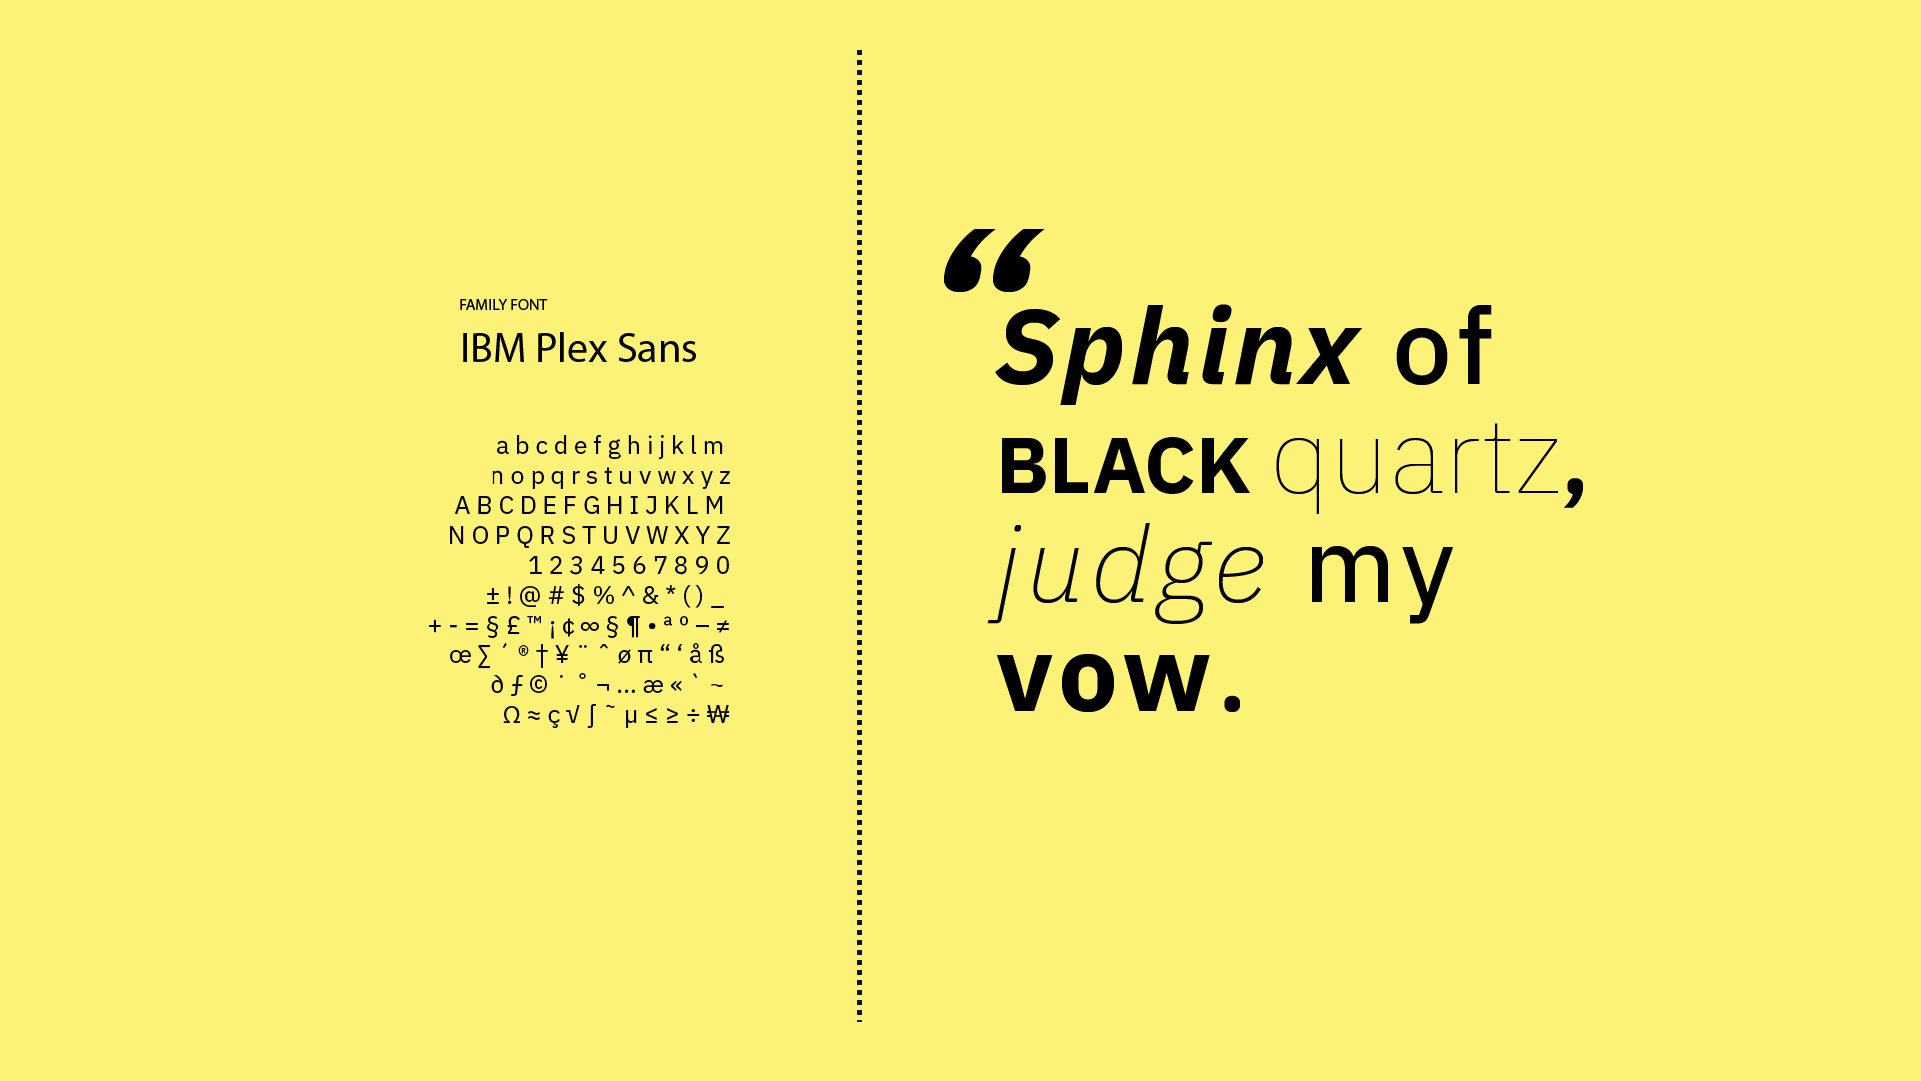 FAMILY FONT
IBM Plex Sans
a b c d e f g h i j k l m
n o p q r s t u v w x y z
A B C D E F G H I J K L M
N O P Q R S T U V W X Y Z
1 2 3 4 5 6 7 8 9 0
± ! @ # $ % ^ & * ( ) _
+ - = § £ ™ ¡ ¢ ∞ § ¶ • ª º – ≠
œ ∑ ´ ® † ¥ ¨ ˆ ø π “ ‘ å ß
∂ ƒ © ˙ ˚ ¬ … æ « ` ~
Ω ≈ ç √ ∫ ˜ µ ≤ ≥ ÷ ₩
“
Sphinx of
BLACK quartz,
judge my
vow.